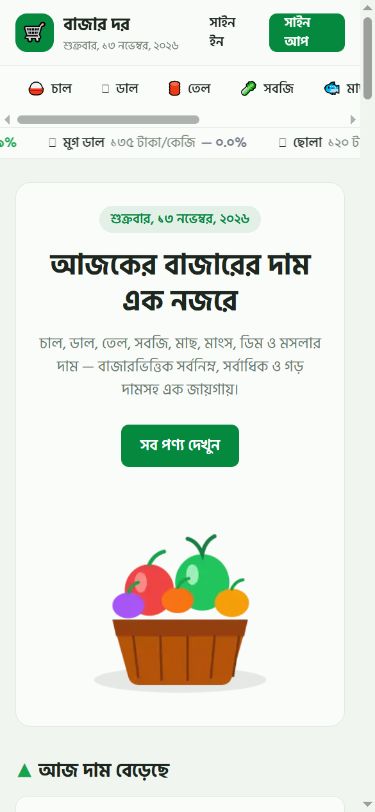 বাজার দর
শুক্রবার, ১৩ নভেম্বর, ২০২৬
সাইন
ইন
সাইন
আপ
চাল ডাল তেল সবজি
মুগ ডাল ১৩৫ টাকা/কেজি — ০.০% ছোলা ১২০
শুক্রবার, ১৩ নভেম্বর, ২০২৬
আজকের বাজারের দাম
এক নজরে
চাল, ডাল, তেল, সবজি, মাছ, মাংস, ডিম ও মসলার
দাম — বাজারভিত্তিক সর্বনিম্ন, সর্বাধিক ও গড়
দামসহ এক জায়গায়।
সব পণ্য দেখুন
▲ আজ দাম বেড়েছে